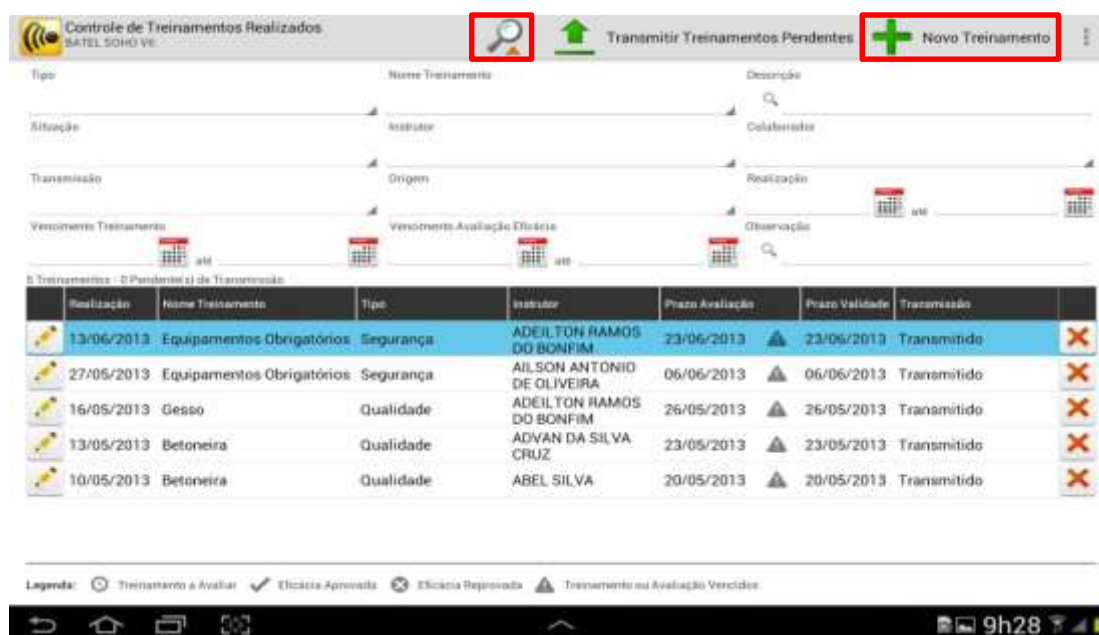 Controle de Treinamentos Realizados
BATEL SOHO V6
Transmitir Treinamentos Pendentes
Novo Treinamento
Tipo
Nome Treinamento
Descrição
Situação
Instrutor
Colaborador
Transmissão
Origem
Realização
até
Vencimento Treinamento
Vencimento Avaliação Eficácia
Observação
até
até
5 Treinamentos - 0 Pendente(s) de Transmissão
Realização Nome Treinamento Tipo Instrutor Prazo Avaliação Prazo Validade Transmissão
13/06/2013 Equipamentos Obrigatórios Segurança ADEILTON RAMOS DO BONFIM 23/06/2013 23/06/2013 Transmitido
27/05/2013 Equipamentos Obrigatórios Segurança AILSON ANTONIO DE OLIVEIRA 06/06/2013 06/06/2013 Transmitido
16/05/2013 Gesso Qualidade ADEILTON RAMOS DO BONFIM 26/05/2013 26/05/2013 Transmitido
13/05/2013 Betoneira Qualidade ADVAN DA SILVA CRUZ 23/05/2013 23/05/2013 Transmitido
10/05/2013 Betoneira Qualidade ABEL SILVA 20/05/2013 20/05/2013 Transmitido
Legenda: Treinamento a Avaliar Eficácia Aprovada Eficácia Reprovada Treinamento ou Avaliação Vencidos
9h28